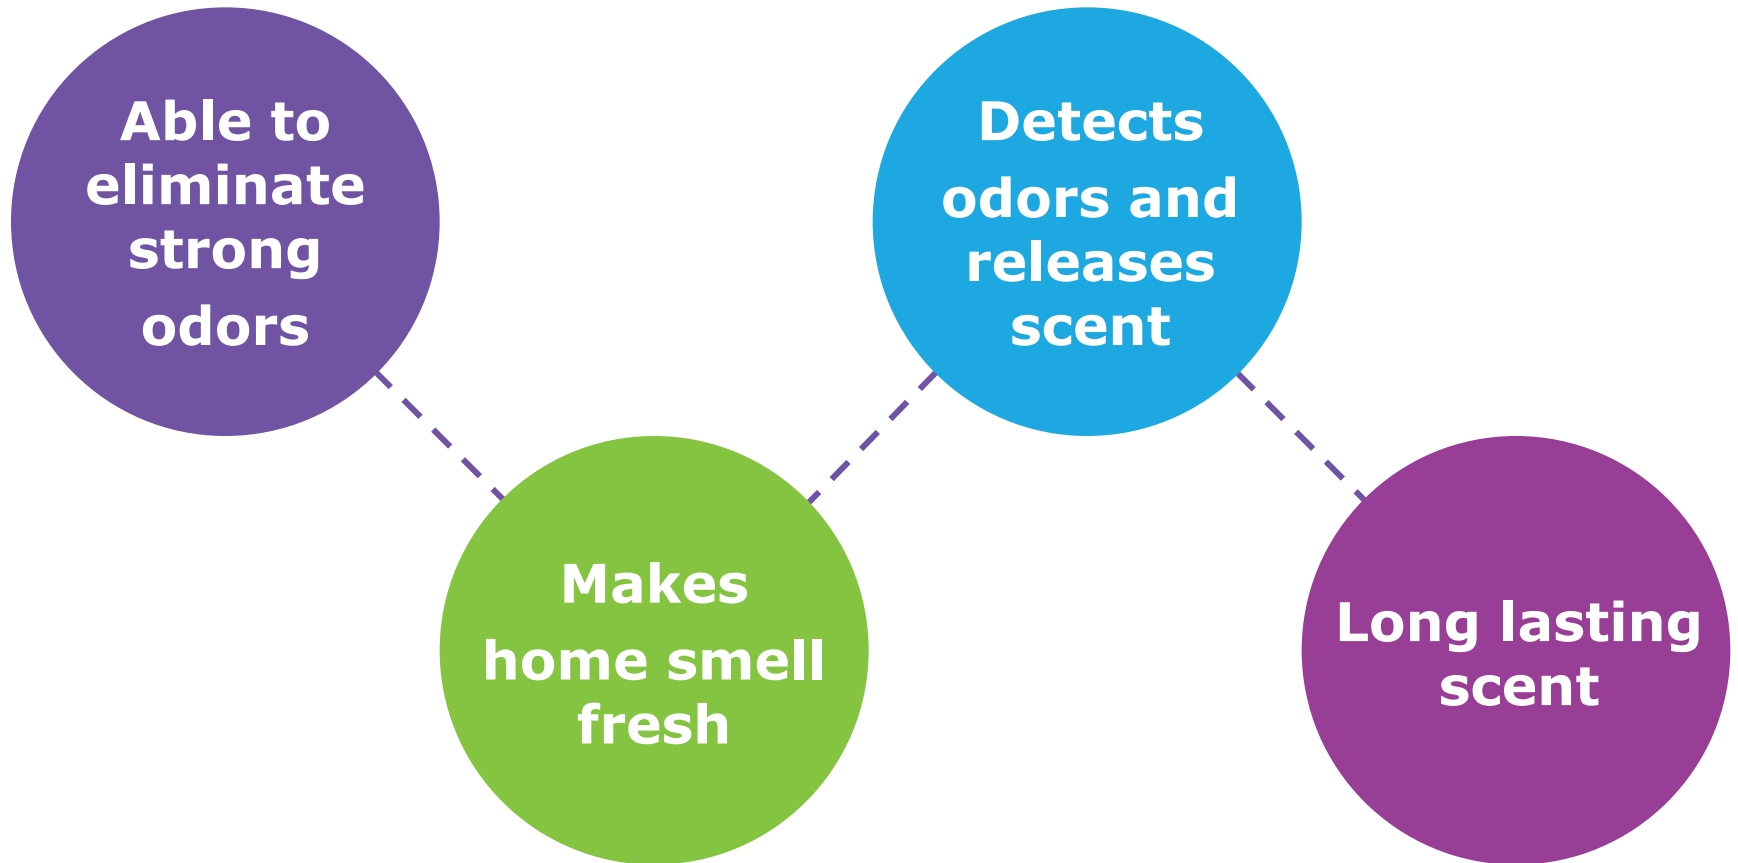 Able to
eliminate
strong
odors
Makes
home smell
fresh
Detects
odors and
releases
scent
Long lasting
scent